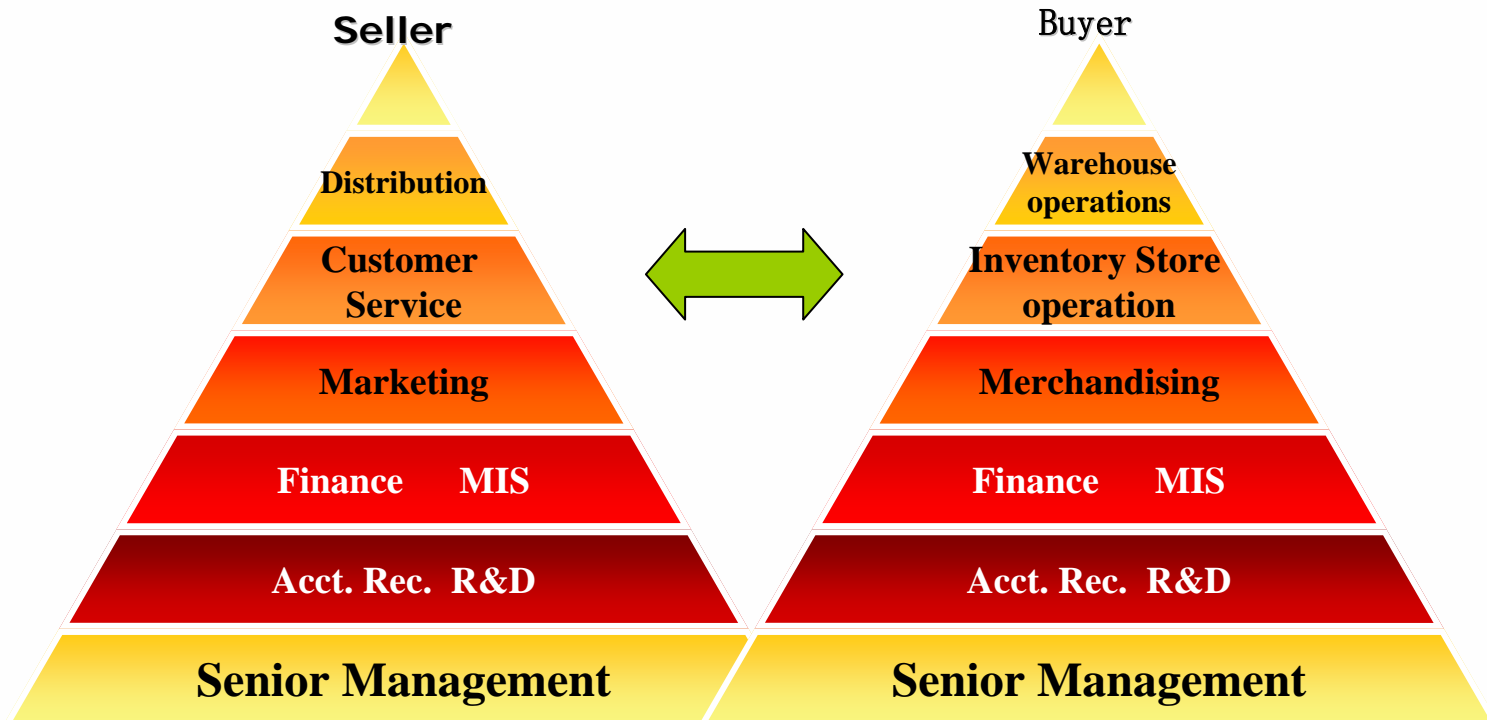 Seller
Distribution
Customer
Service
Marketing
Finance MIS
Acct. Rec. R&D
Senior Management
Buyer
Warehouse
operations
Inventory Store
operation
Merchandising
Finance MIS
Acct. Rec. R&D
Senior Management